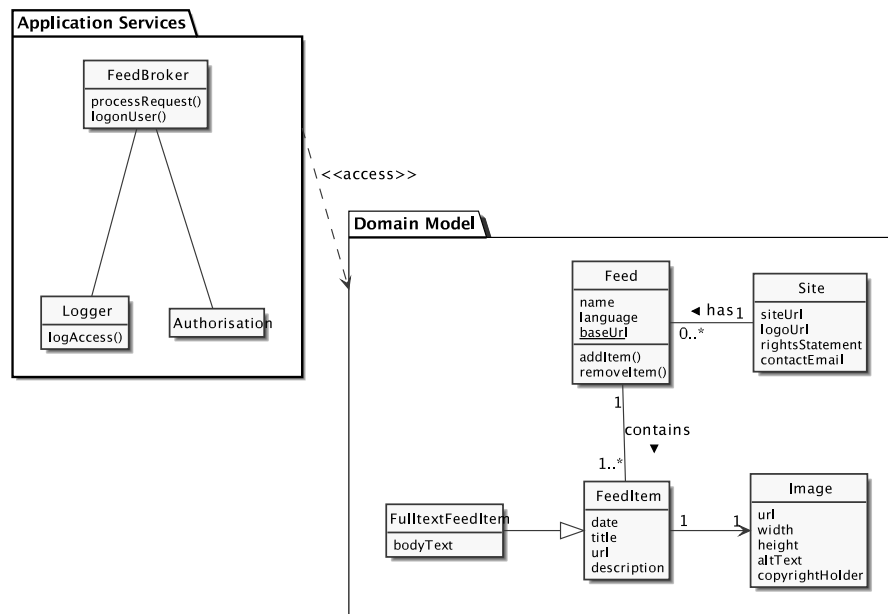 Application Services
FeedBroker
processRequest()
logonUser()
<<access>>
Logger
logAccess()
Authorisation
Domain Model
Feed
name
language
baseUrl
addItem()
removeItem()
◄ has
1
0..*
Site
siteUrl
logoUrl
rightsStatement
contactEmail
1
contains
▼
1..*
FulltextFeedItem
bodyText
FeedItem
date
title
url
description
1
1
Image
url
width
height
altText
copyrightHolder